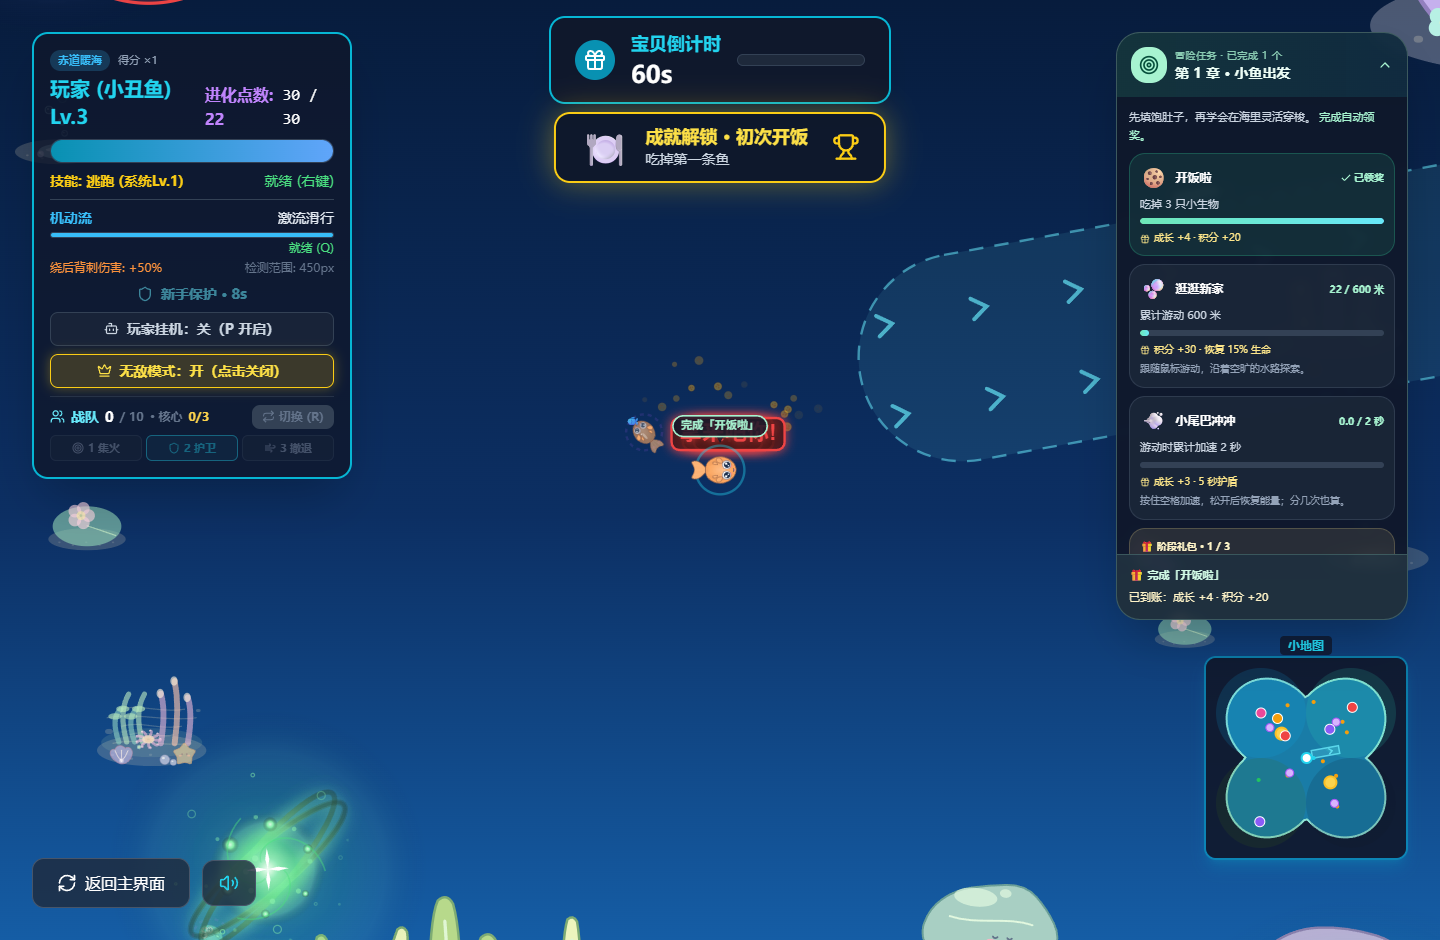 赤道暖海 得分 ×1
玩家 (小丑鱼)
Lv.3
进化点数: 30 /
22 30
技能: 逃跑 (系统Lv.1) 就绪 (右键)
机动流 激流滑行
就绪 (Q)
绕后背刺伤害: +50% 检测范围: 450px
新手保护 • 8s
玩家挂机：关（P 开启）
无敌模式：开（点击关闭）
战队 0 / 10 • 核心 0/3 切换 (R)
1 集火 2 护卫 3 撤退
宝贝倒计时
60s
成就解锁 • 初次开饭
吃掉第一条鱼
完成「开饭啦」
冒险任务 · 已完成 1 个
第 1 章 • 小鱼出发
先填饱肚子，再学会在海里灵活穿梭。 完成自动领
奖。
开饭啦 已领奖
吃掉 3 只小生物
成长 +4 · 积分 +20
逛逛新家 22 / 600 米
累计游动 600 米
积分 +30 · 恢复 15% 生命
跟随鼠标游动，沿着空旷的水路探索。
小尾巴冲冲 0.0 / 2 秒
游动时累计加速 2 秒
成长 +3 · 5 秒护盾
按住空格加速，松开后恢复能量；分几次也算。
阶段礼包 • 1 / 3
完成「开饭啦」
已到账：成长 +4 · 积分 +20
小地图
返回主界面